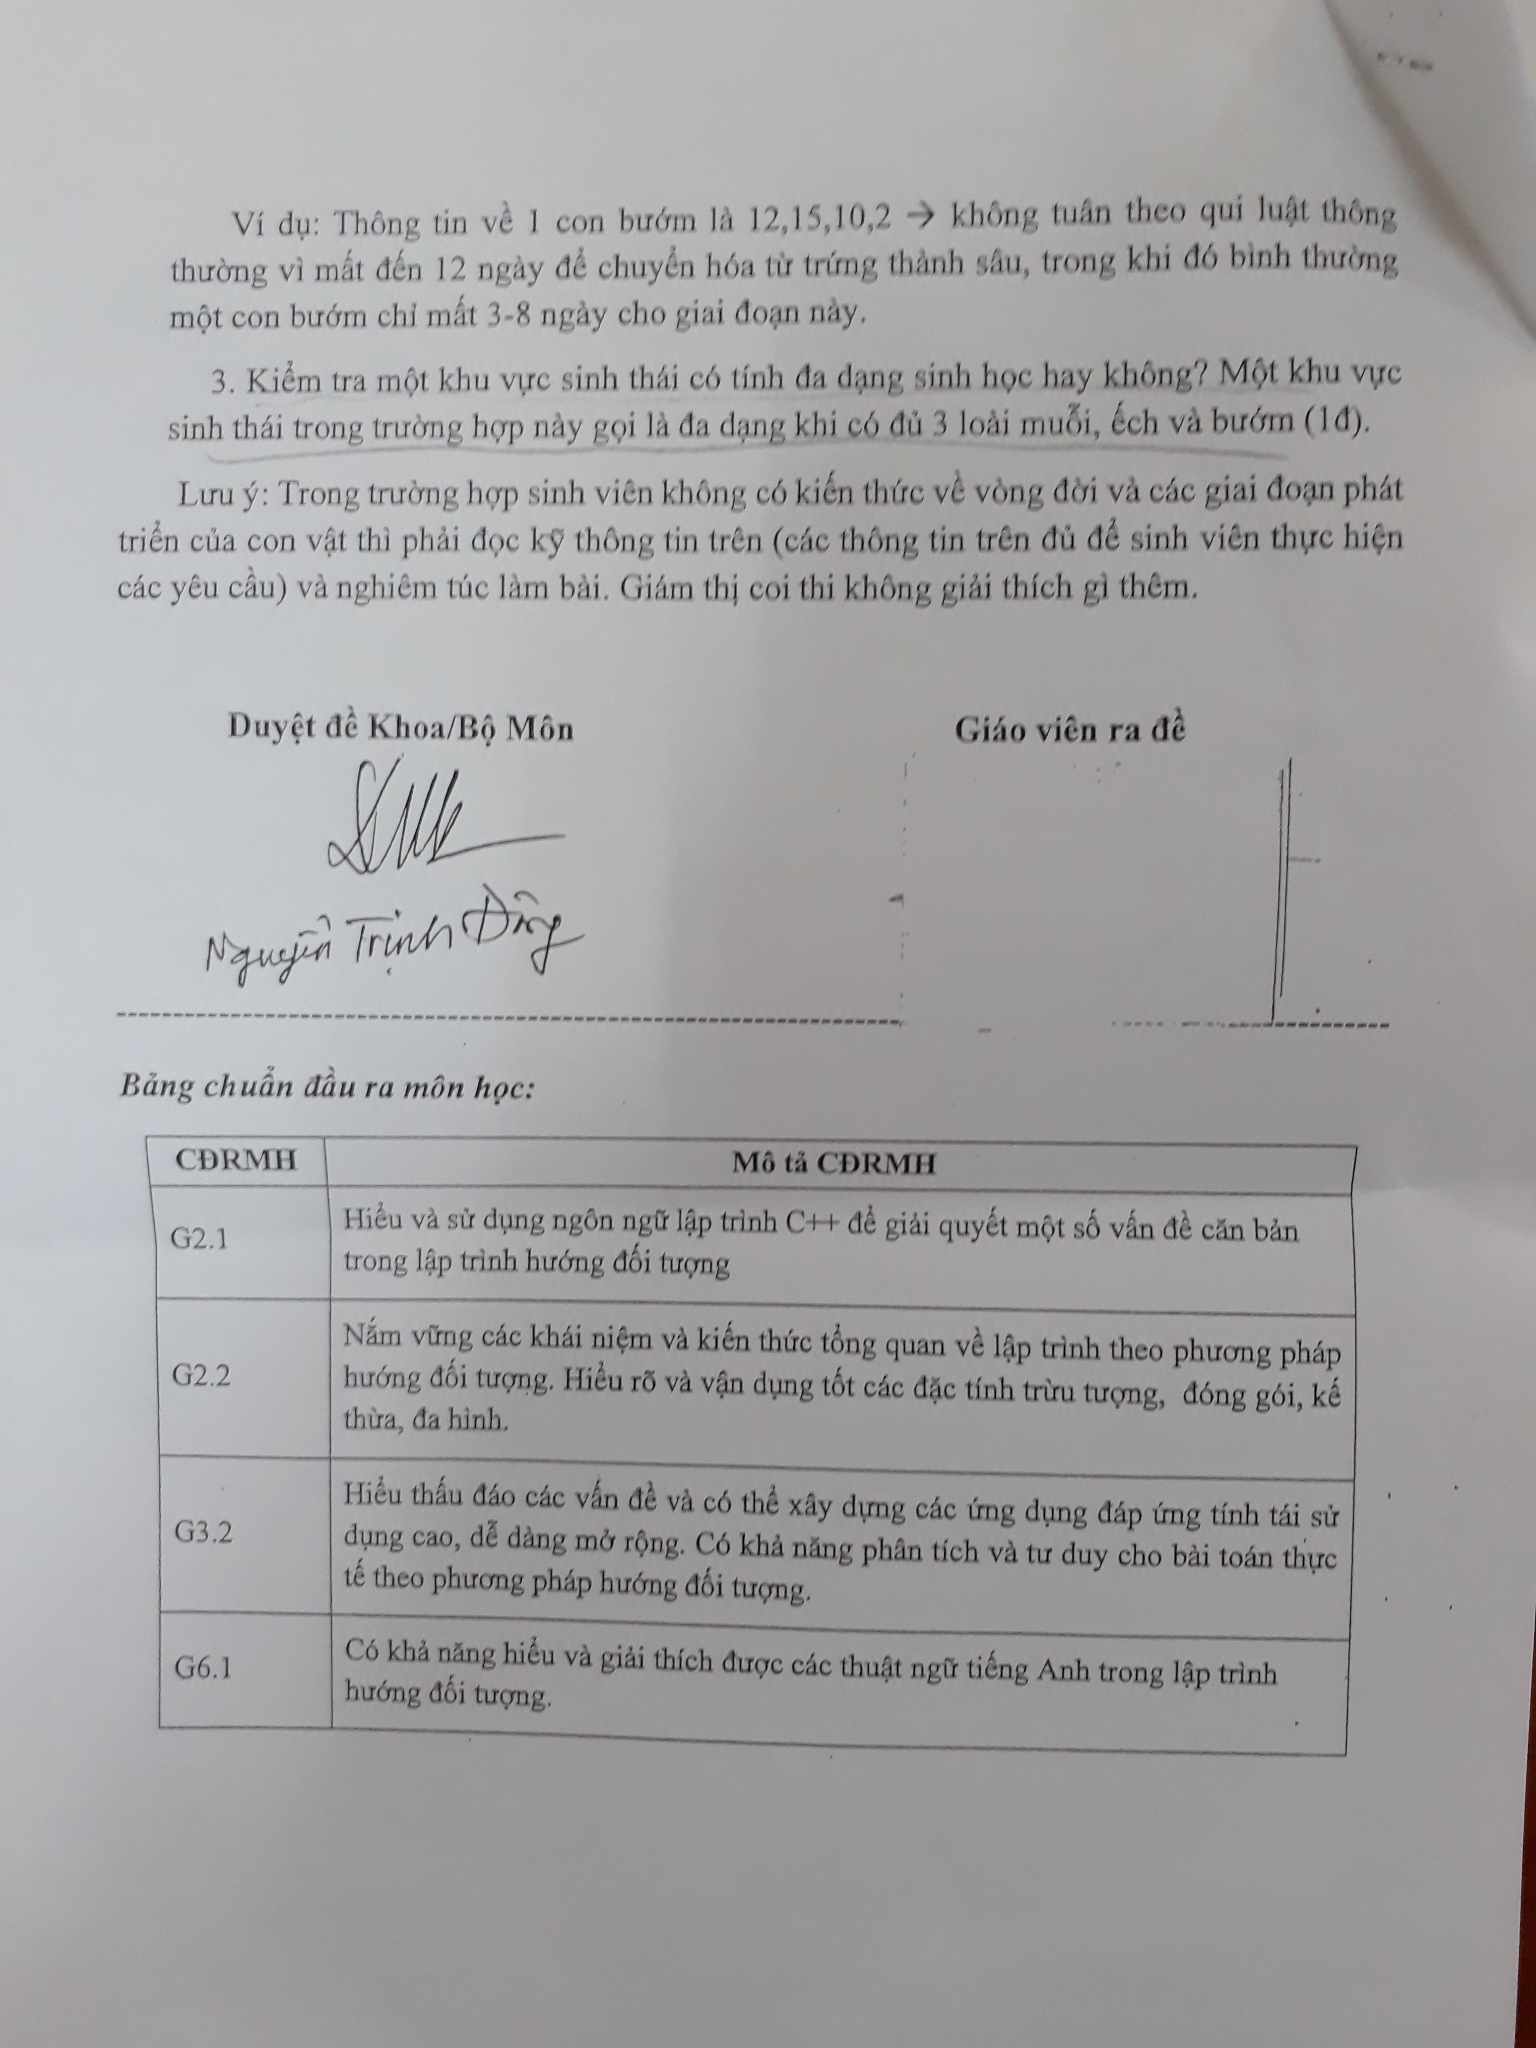 Ví dụ: Thông tin về 1 con bướm là 12,15,10,2 → không tuân theo qui luật thông
thường vì mất đến 12 ngày để chuyển hóa từ trứng thành sâu, trong khi đó bình thường
một con bướm chỉ mất 3-8 ngày cho giai đoạn này.
3. Kiểm tra một khu vực sinh thái có tính đa dạng sinh học hay không? Một khu vực
sinh thái trong trường hợp này gọi là đa dạng khi có đủ 3 loài muỗi, ếch và bướm (1đ).
Lưu ý: Trong trường hợp sinh viên không có kiến thức về vòng đời và các giai đoạn phát
triển của con vật thì phải đọc kỹ thông tin trên (các thông tin trên đủ để sinh viên thực hiện
các yêu cầu) và nghiêm túc làm bài. Giám thị coi thi không giải thích gì thêm.
Duyệt đề Khoa/Bộ Môn
Giáo viên ra đề
Nguyễn Trịnh Đông
Bảng chuẩn đầu ra môn học:
CĐRMH
Mô tả CĐRMH
G2.1
Hiểu và sử dụng ngôn ngữ lập trình C++ để giải quyết một số vấn đề căn bản
trong lập trình hướng đối tượng
G2.2
Nắm vững các khái niệm và kiến thức tổng quan về lập trình theo phương pháp
hướng đối tượng. Hiểu rõ và vận dụng tốt các đặc tính trừu tượng, đóng gói, kế
thừa, đa hình.
G3.2
Hiểu thấu đáo các vấn đề và có thể xây dựng các ứng dụng đáp ứng tính tái sử
dụng cao, dễ dàng mở rộng. Có khả năng phân tích và tư duy cho bài toán thực
tế theo phương pháp hướng đối tượng.
G6.1
Có khả năng hiểu và giải thích được các thuật ngữ tiếng Anh trong lập trình
hướng đối tượng.